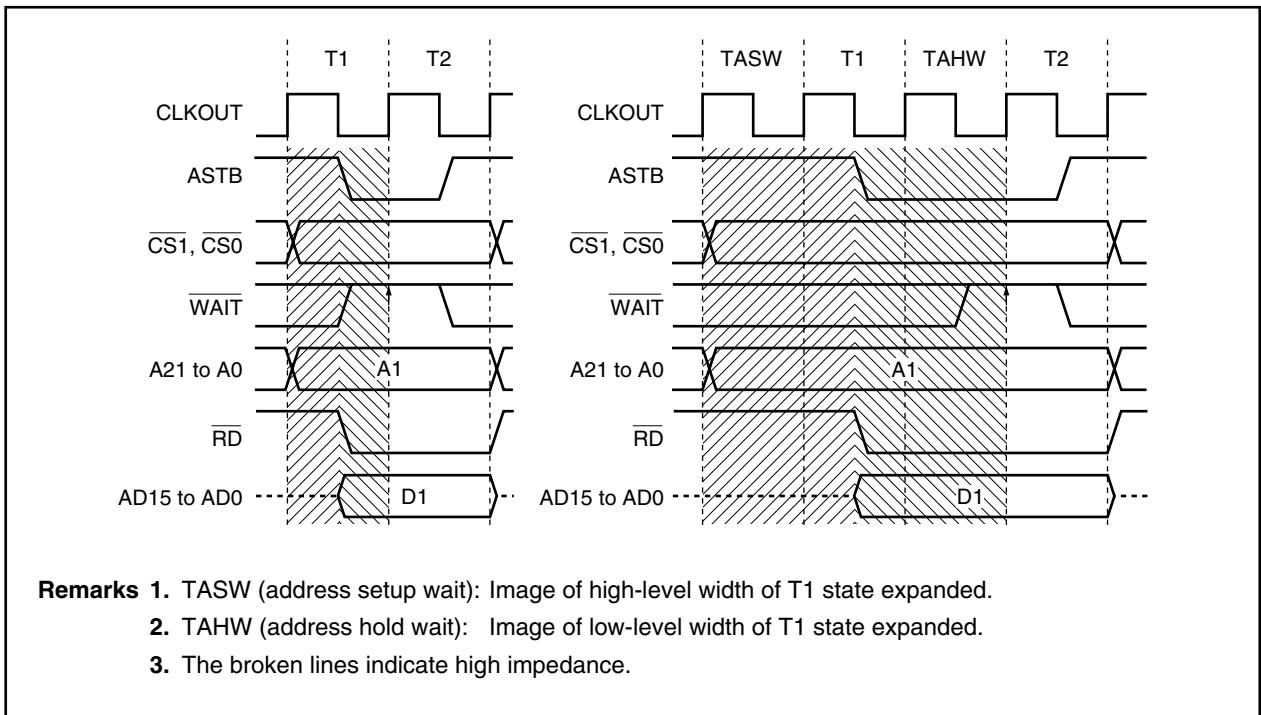 T1 T2
CLKOUT
ASTB
CS1, CS0
WAIT
A21 to A0 A1
RD
AD15 to AD0 D1
TASW T1 TAHW T2
CLKOUT
ASTB
CS1, CS0
WAIT
A21 to A0 A1
RD
AD15 to AD0 D1
Remarks 1. TASW (address setup wait): Image of high-level width of T1 state expanded.
2. TAHW (address hold wait): Image of low-level width of T1 state expanded.
3. The broken lines indicate high impedance.